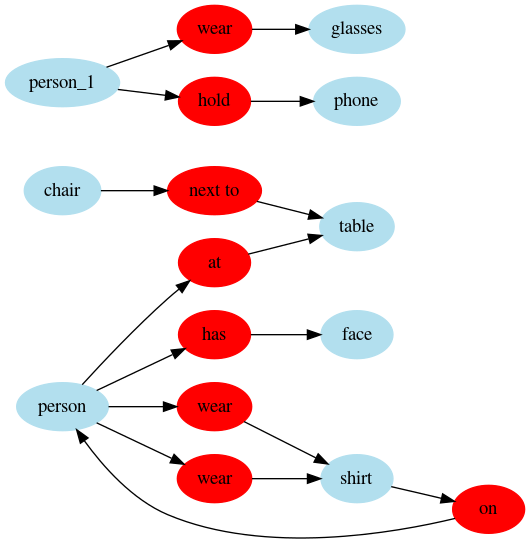 wear
glasses
person_1
hold
phone
chair
next to
table
at
has
face
person
wear
wear
shirt
on